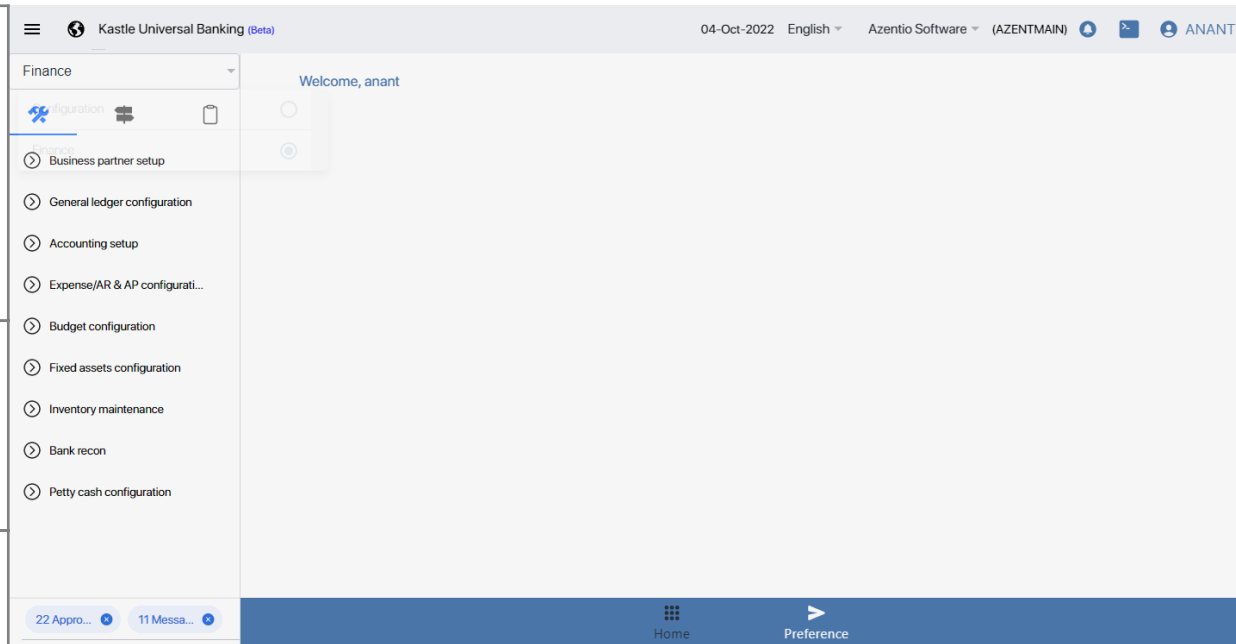 Kastle Universal Banking (Beta)
04-Oct-2022 English Azentio Software (AZENTMAIN) ANANT
Finance
Welcome, anant
Configuration
Finance
Business partner setup
General ledger configuration
Accounting setup
Expense/AR & AP configurati...
Budget configuration
Fixed assets configuration
Inventory maintenance
Bank recon
Petty cash configuration
22 Appro... 11 Messa...
Home Preference